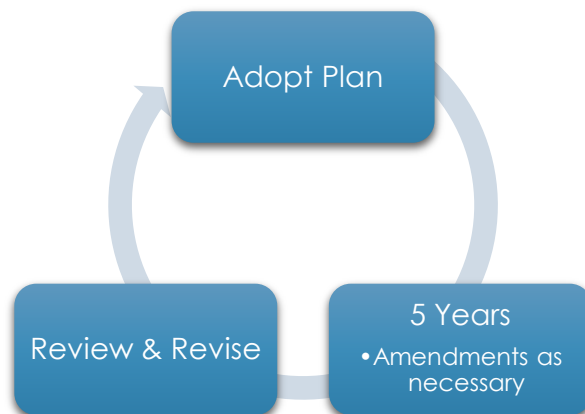 Adopt Plan
5 Years
•Amendments as
necessary
Review & Revise